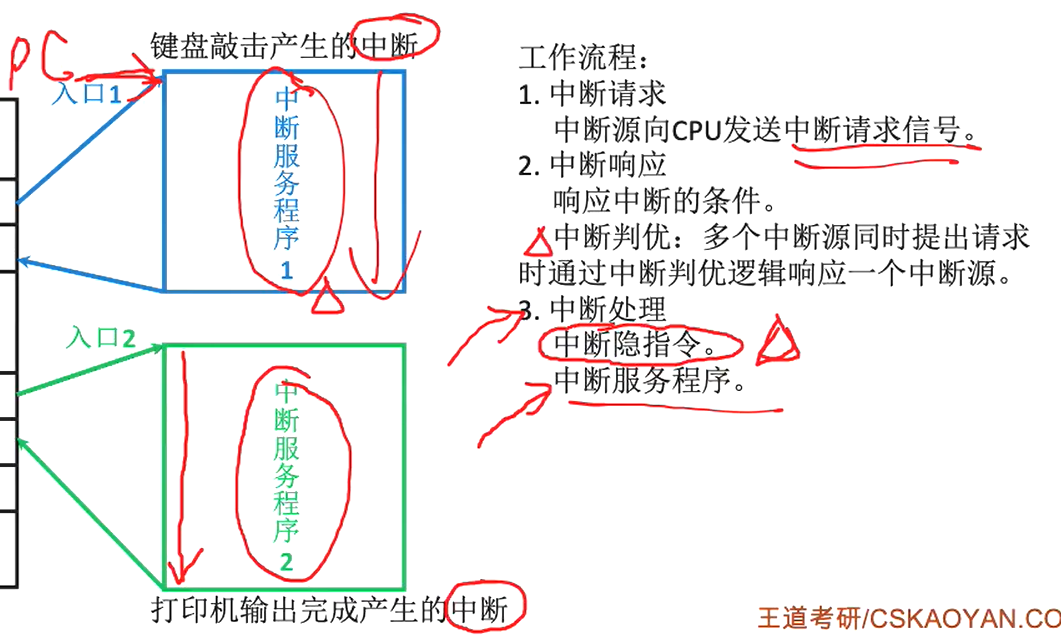 键盘敲击产生的中断
PC
入口1
中断服务程序1
入口2
中断服务程序2
打印机输出完成产生的中断
工作流程：
1. 中断请求
中断源向CPU发送中断请求信号。
2. 中断响应
响应中断的条件。
中断判优：多个中断源同时提出请求
时通过中断判优逻辑响应一个中断源。
3. 中断处理
中断隐指令。
中断服务程序。
王道考研/CSKAOYAN.CO